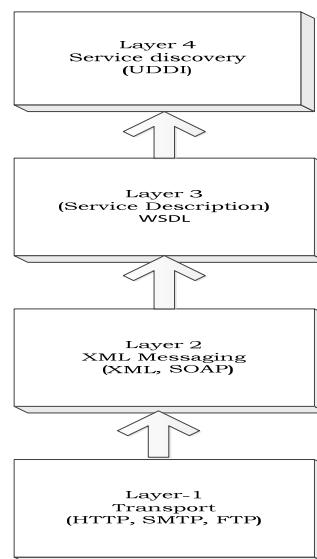 Layer 4
Service discovery
(UDDI)
Layer 3
(Service Description)
WSDL
Layer 2
XML Messaging
(XML, SOAP)
Layer-1
Transport
(HTTP, SMTP, FTP)